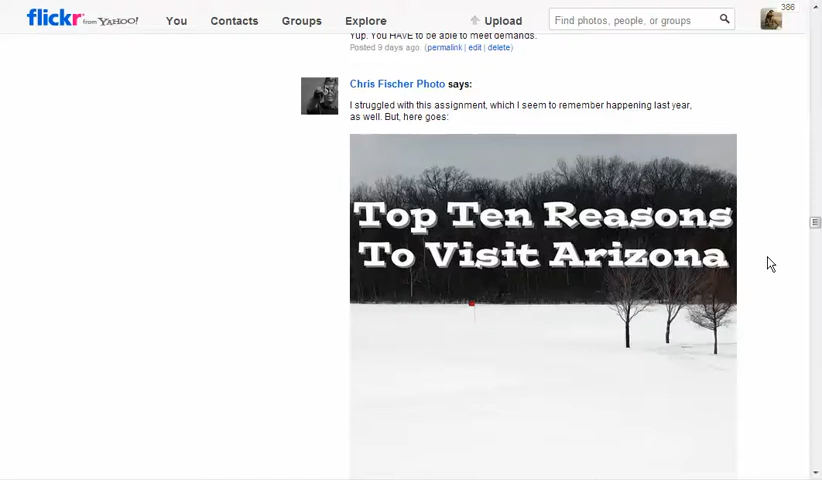 flickr from YAHOO! You Contacts Groups Explore Upload Find photos, people, or groups 386
Yup. You HAVE to be able to meet demands.
Posted 9 days ago. (permalink | edit | delete)
Chris Fischer Photo says:
I struggled with this assignment, which I seem to remember happening last year,
as well. But, here goes:
Top Ten Reasons
To Visit Arizona